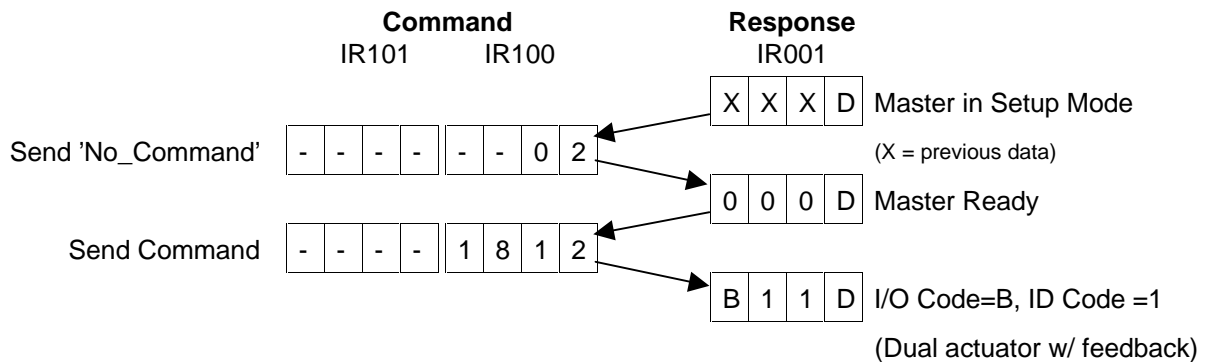 Command Response
IR101 IR100 IR001
X X X D Master in Setup Mode
Send 'No_Command' - - - - - - 0 2 (X = previous data)
0 0 0 D Master Ready
Send Command - - - - 1 8 1 2
B 1 1 D I/O Code=B, ID Code =1
(Dual actuator w/ feedback)